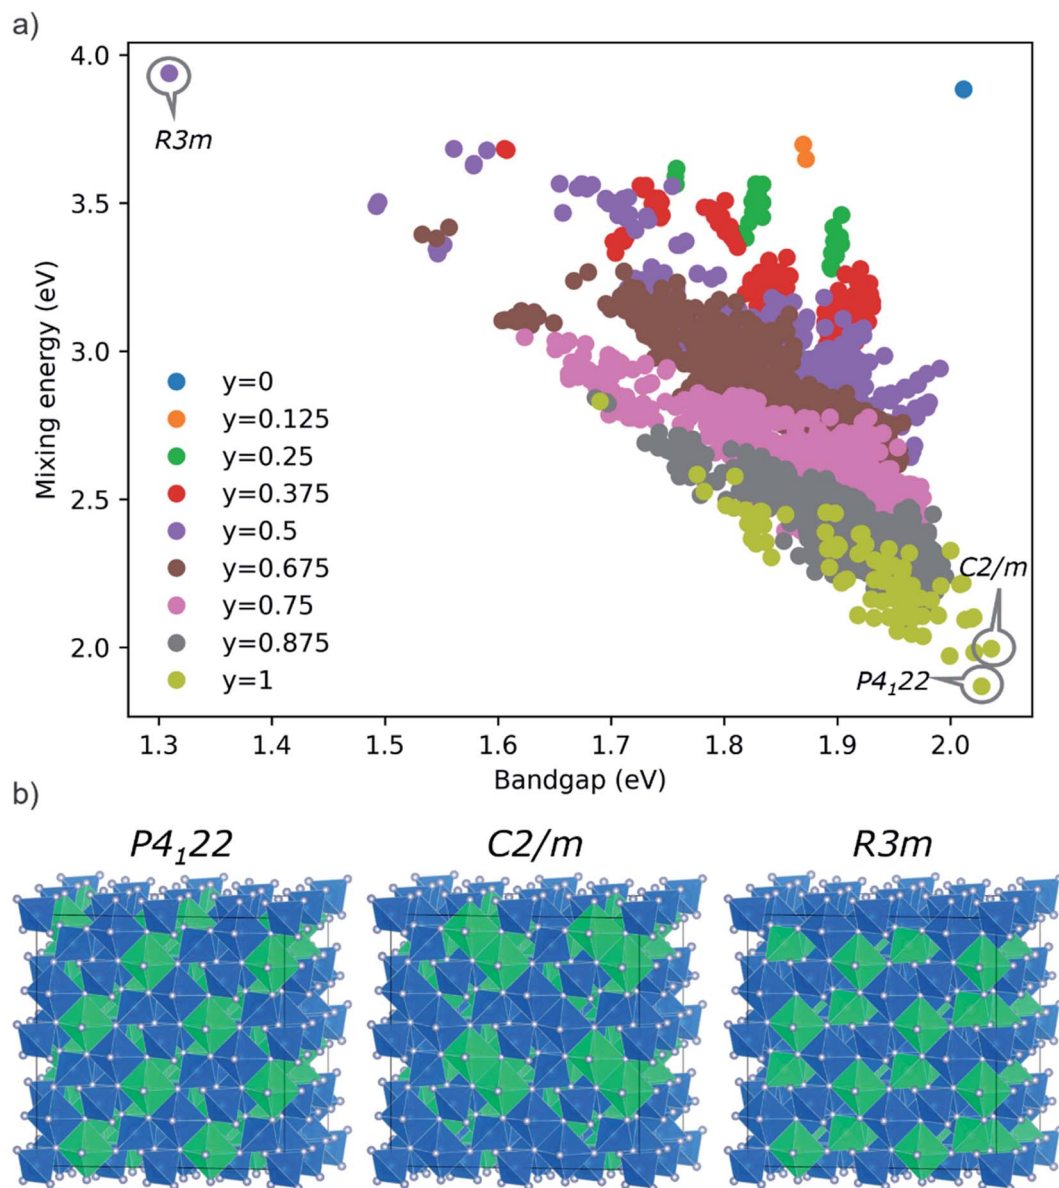 a)
4.0
3.5
3.0
2.5
2.0
Mixing energy (eV)
R3m
y=0
y=0.125
y=0.25
y=0.375
y=0.5
y=0.675
y=0.75
y=0.875
y=1
C2/m
P4₁22
1.3 1.4 1.5 1.6 1.7 1.8 1.9 2.0
Bandgap (eV)
b)
P4₁22 C2/m R3m